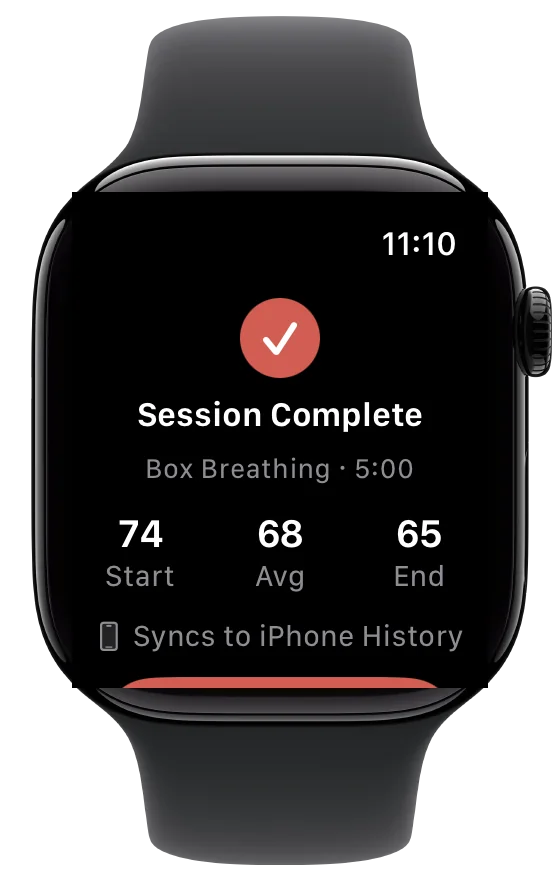 11:10
Session Complete
Box Breathing · 5:00
74 68 65
Start Avg End
Syncs to iPhone History